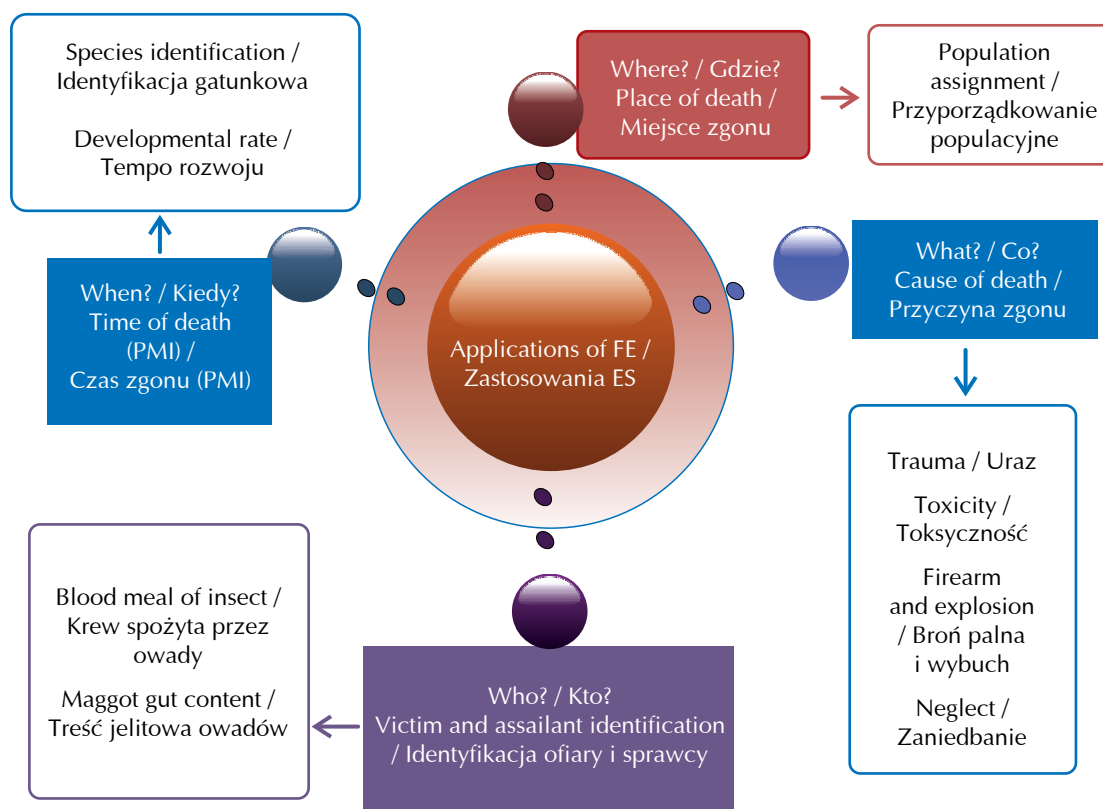 Species identification /
Identyfikacja gatunkowa
Developmental rate /
Tempo rozwoju
When? / Kiedy?
Time of death
(PMI) /
Czas zgonu (PMI)
Where? / Gdzie?
Place of death /
Miejsce zgonu
Population
assignment /
Przyporządkowanie
populacyjne
What? / Co?
Cause of death /
Przyczyna zgonu
Trauma / Uraz
Toxicity /
Toksyczność
Firearm
and explosion
/ Broń palna
i wybuch
Neglect /
Zaniedbanie
Applications of FE /
Zastosowania ES
Who? / Kto?
Victim and assailant identification
/ Identyfikacja ofiary i sprawcy
Blood meal of insect /
Krew spożyta przez
owady
Maggot gut content /
Treść jelitowa owadów